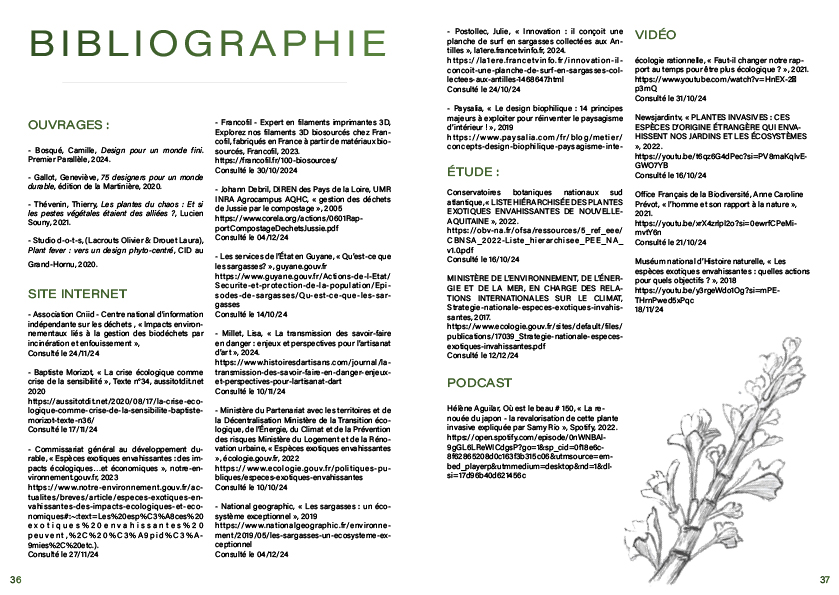 BIBLIOGRAPHIE
OUVRAGES :
- Bosqué, Camille, Design pour un monde fini.
Premier Parallèle, 2024.
- Gallot, Geneviève, 75 designers pour un monde
durable, édition de la Martinière, 2020.
- Thévenin, Thierry, Les plantes du chaos : Et si
les pestes végétales étaient des alliées ?, Lucien
Souny, 2021.
- Studio d-o-t-s, (Lacrouts Olivier & Drouet Laura),
Plant fever : vers un design phyto-centré, CID au
Grand-Hornu, 2020.
SITE INTERNET
- Association Cniid - Centre national d'information
indépendante sur les déchets , « Impacts environ-
nementaux liés à la gestion des biodéchets par
incinération et enfouissement »,
Consulté le 24/11/24
- Baptiste Morizot, « La crise écologique comme
crise de la sensibilité », Texte n°34, aussitotdit.net
2020
https://aussitotdit.net/2020/08/17/la-crise-eco-
logique-comme-crise-de-la-sensibilite-baptiste-
morizot-texte-n36/
Consulté le 17/11/24
- Commissariat général au développement du-
rable, « Espèces exotiques envahissantes : des im-
pacts écologiques...et économiques », notre-en-
vironnement.gouv.fr, 2023
https://www.notre-environnement.gouv.fr/ac-
tualites/breves/article/especes-exotiques-en-
vahissantes-des-impacts-ecologiques-et-eco-
nomiques#:~:text=Les%20esp%C3%A8ces%20
exotiques%20envahissantes%20
peuvent,%2C%20%C3%A9pid%C3%A-
9mies%2C%20etc.).
Consulté le 27/11/24
- Francofil - Expert en filaments imprimantes 3D,
Explorez nos filaments 3D biosourcés chez Fran-
cofil, fabriqués en France à partir de matériaux bio-
sourcés, Francofil, 2023.
https://francofil.fr/100-biosources/
Consulté le 30/10/2024
- Johann Debril, DIREN des Pays de la Loire, UMR
INRA Agrocampus AQHC, « gestion des déchets
de Jussie par le compostage », 2005
https://www.corela.org/actions/0601Rap-
portCompostageDechetsJussie.pdf
Consulté le 04/12/24
- Les services de l'État en Guyane, « Qu'est-ce que
les sargasses? », guyane.gouv.fr
https://www.guyane.gouv.fr/Actions-de-l-Etat/
Securite-et-protection-de-la-population/Epi-
sodes-de-sargasses/Qu-est-ce-que-les-sar-
gasses
Consulté le 14/10/24
- Millet, Lisa, « La transmission des savoir-faire
en danger : enjeux et perspectives pour l'artisanat
d'art », 2024.
https://www.histoiresdartisans.com/journal/la-
transmission-des-savoir-faire-en-danger-enjeux-
et-perspectives-pour-lartisanat-dart
Consulté le 10/11/24
- Ministère du Partenariat avec les territoires et de
la Décentralisation Ministère de la Transition éco-
logique, de l'Énergie, du Climat et de la Prévention
des risques Ministère du Logement et de la Réno-
vation urbaine, « Espèces exotiques envahissantes
», écologie.gouv.fr, 2022
https://www.ecologie.gouv.fr/politiques-pu-
bliques/especes-exotiques-envahissantes
Consulté le 10/10/24
- National geographic, « Les sargasses : un éco-
système exceptionnel », 2019
https://www.nationalgeographic.fr/environne-
ment/2019/05/les-sargasses-un-ecosysteme-ex-
ceptionnel
Consulté le 04/12/24
36
- Postollec, Julie, « Innovation : il conçoit une
planche de surf en sargasses collectées aux An-
tilles », la1ere.francetvinfo.fr, 2024.
https://la1ere.francetvinfo.fr/innovation-il-
concoit-une-planche-de-surf-en-sargasses-col-
lectees-aux-antilles-1468647.html
Consulté le 24/10/24
- Paysalia, « Le design biophilique : 14 principes
majeurs à exploiter pour réinventer le paysagisme
d'intérieur ! », 2019
https://www.paysalia.com/fr/blog/metier/
concepts-design-biophilique-paysagisme-inte-
ÉTUDE :
Conservatoires botaniques nationaux sud
atlantique, « LISTE HIÉRARCHISÉE DES PLANTES
EXOTIQUES ENVAHISSANTES DE NOUVELLE-
AQUITAINE », 2022.
https://obv-na.fr/ofsa/ressources/5_ref_eee/
CBNSA_2022-Liste_hierarchisee_PEE_NA_
v1.0.pdf
Consulté le 16/10/24
MINISTÈRE DE L'ENVIRONNEMENT, DE L'ÉNER-
GIE ET DE LA MER, EN CHARGE DES RELA-
TIONS INTERNATIONALES SUR LE CLIMAT,
Strategie-nationale-especes-exotiques-envahis-
santes, 2017.
https://www.ecologie.gouv.fr/sites/default/files/
publications/17039_Strategie-nationale-especes-
exotiques-invahissantes.pdf
Consulté le 12/12/24
PODCAST
Hélène Aguilar, Où est le beau # 150, « La re-
nouée du japon - la revalorisation de cette plante
invasive expliquée par Samy Rio », Spotify, 2022.
https://open.spotify.com/episode/0nWNBAl-
9gGL6LReWICdgsP?go=1&sp_cid=0f18e6c-
8f62865208d0c163f3b315c06&utmsource=em-
bed_playerp&utmmedium=desktop&nd=1&dl-
si=17d96b40d621456c
VIDÉO
écologie rationnelle, « Faut-il changer notre rap-
port au temps pour être plus écologique ? », 2021.
Consulté le 31/10/24
Newsjardintv, « PLANTES INVASIVES : CES
ESPÈCES D'ORIGINE ÉTRANGÈRE QUI ENVA-
HISSENT NOS JARDINS ET LES ÉCOSYSTÈMES
», 2022.
https://youtu.be/t6qz6G4dPec?si=PV8maKqIvE-
GWO7YB
Consulté le 16/10/24
Office Français de la Biodiversité, Anne Caroline
Prévot, « l'homme et son rapport à la nature »,
2021.
https://youtu.be/xrX4zrlpl2o?si=0ewrfCPeMi-
mvfY6n
Consulté le 21/10/24
Muséum national d'Histoire naturelle, « Les
espèces exotiques envahissantes : quelles actions
pour quels objectifs ? », 2018
https://youtu.be/y3rgeWdo1Og?si=mPE-
THrnPwed5xPqc
18/11/24
37